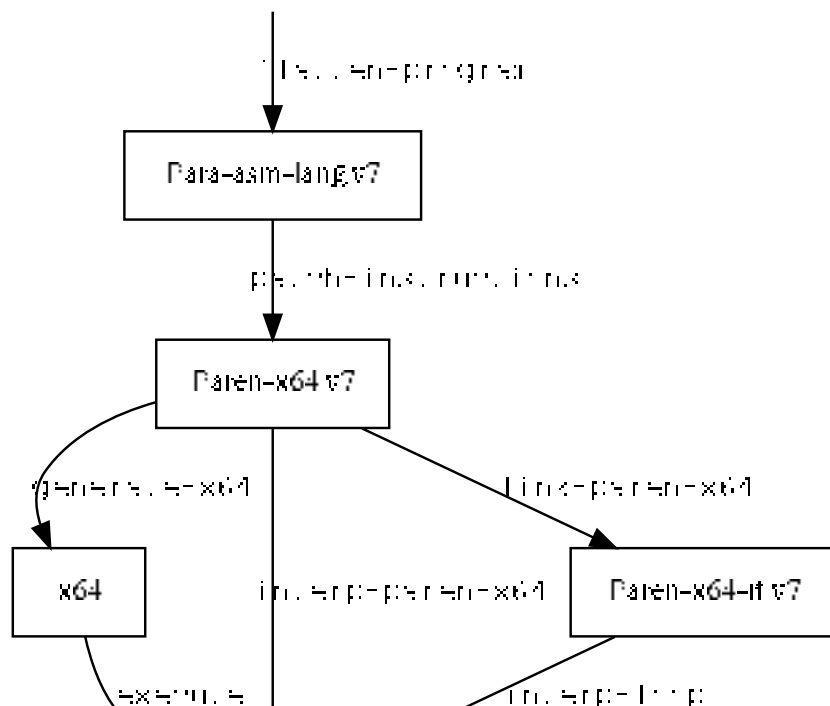 flatten-program
Para-asm-lang v7
patch-instructions
Paren-x64 v7
generate-x64
link-paren-x64
x64
interp-paren-x64
Paren-x64-rt v7
execute
interp-loop